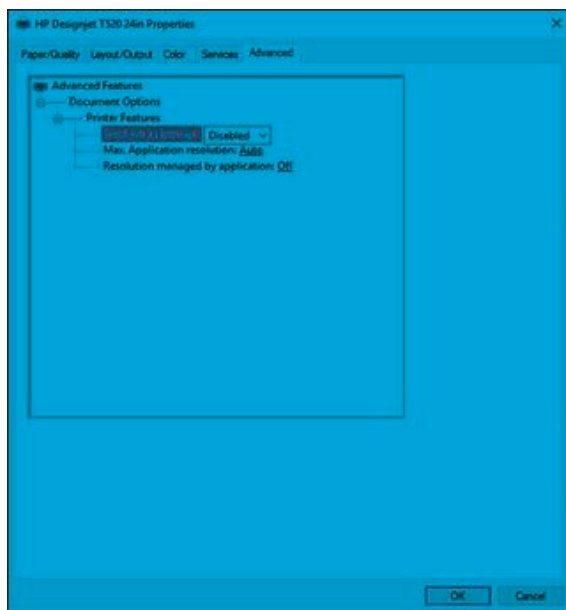 HP Designjet T520 24in Properties
Paper/Quality Layout/Output Color Services Advanced
Advanced Features
Document Options
Printer Features
Disabled
Max. Application resolution: Auto
Resolution managed by application: Off
OK Cancel